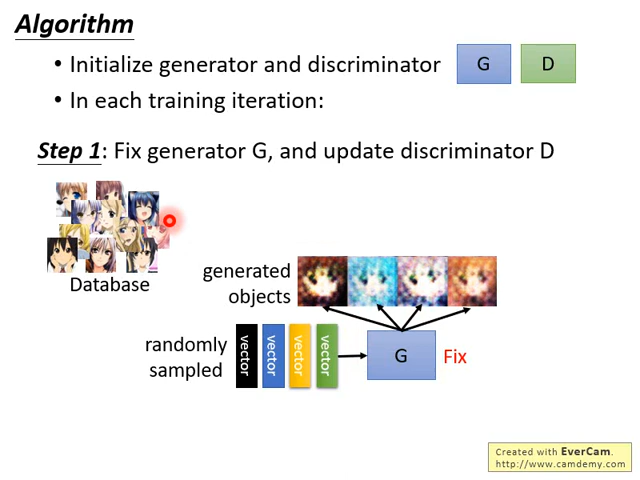 Algorithm
• Initialize generator and discriminator G D
• In each training iteration:
Step 1: Fix generator G, and update discriminator D
Database
generated
objects
randomly
sampled
vector vector vector vector
G Fix
Created with EverCam.
http://www.camdemy.com